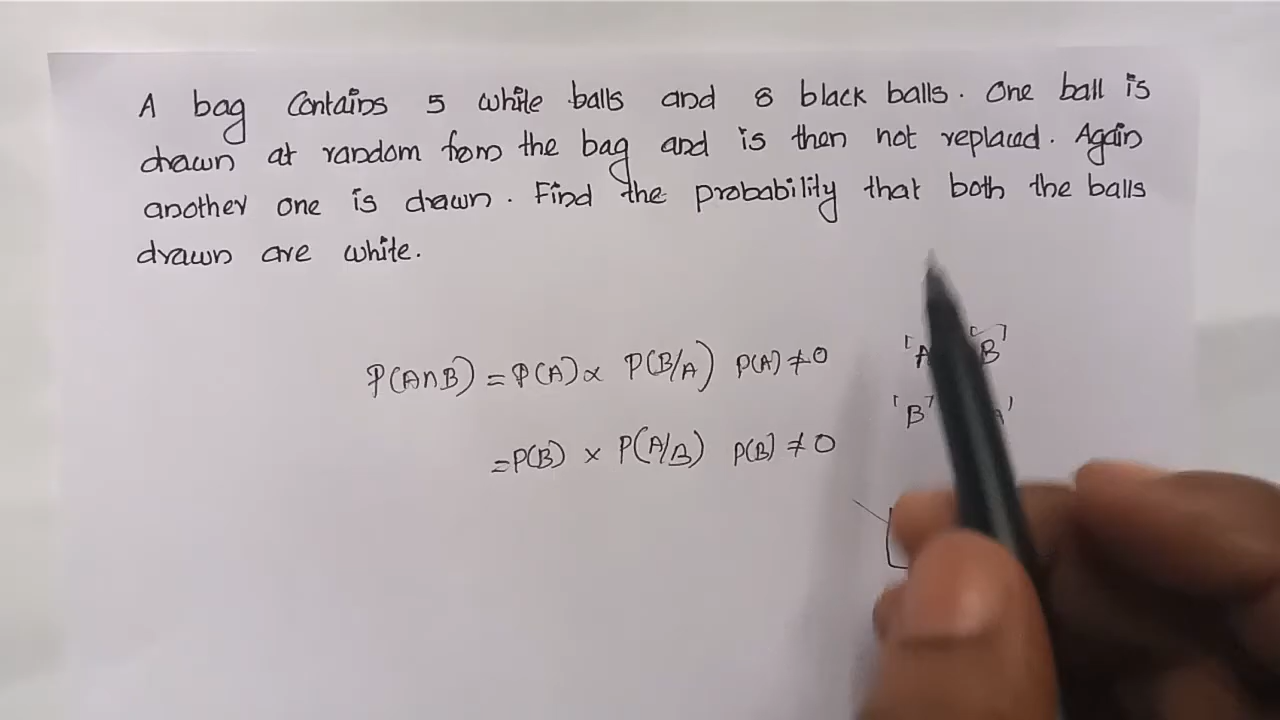 A bag Contains 5 white balls and 8 black balls. One ball is
drawn at random from the bag and is then not replaced. Again
another one is drawn. Find the probability that both the balls
drawn are white.
P(A∩B) = P(A) × P(B/A) P(A) ≠ 0
= P(B) × P(A/B) P(B) ≠ 0
"A B"
"B" A'